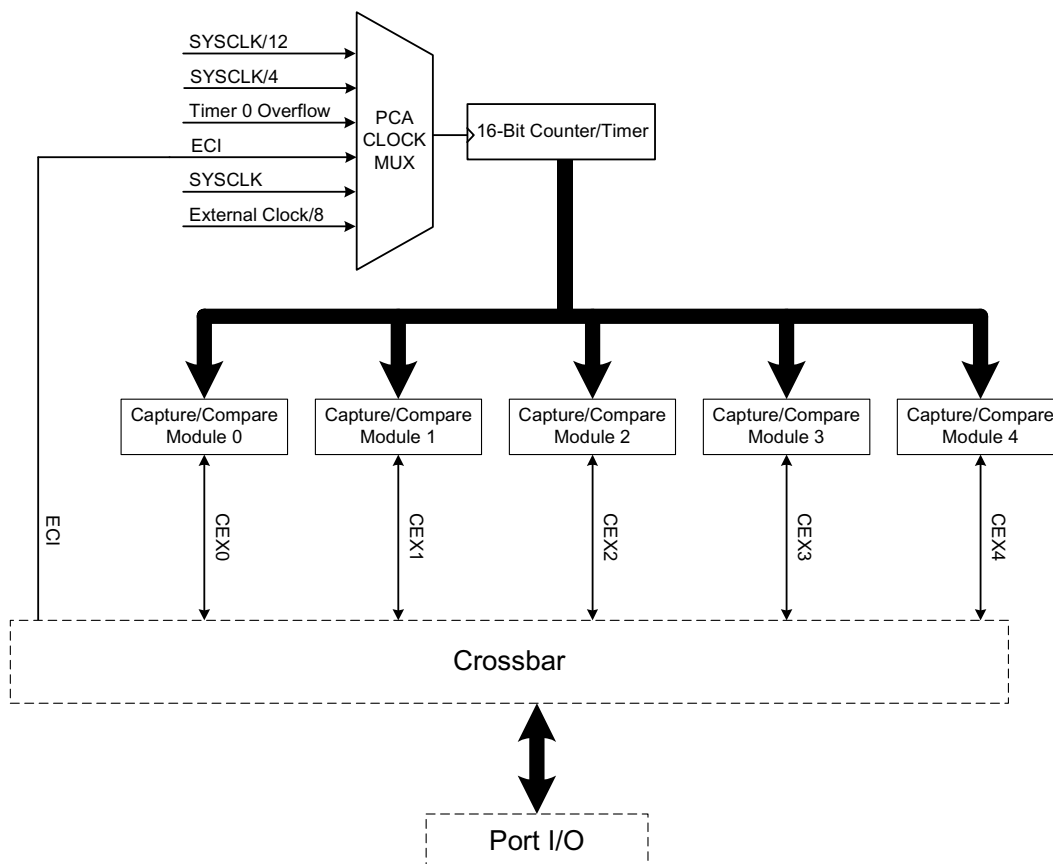 SYSCLK/12
SYSCLK/4
Timer 0 Overflow
ECI
SYSCLK
External Clock/8
PCA
CLOCK
MUX
16-Bit Counter/Timer
Capture/Compare
Module 0
Capture/Compare
Module 1
Capture/Compare
Module 2
Capture/Compare
Module 3
Capture/Compare
Module 4
ECI
CEX0
CEX1
CEX2
CEX3
CEX4
Crossbar
Port I/O